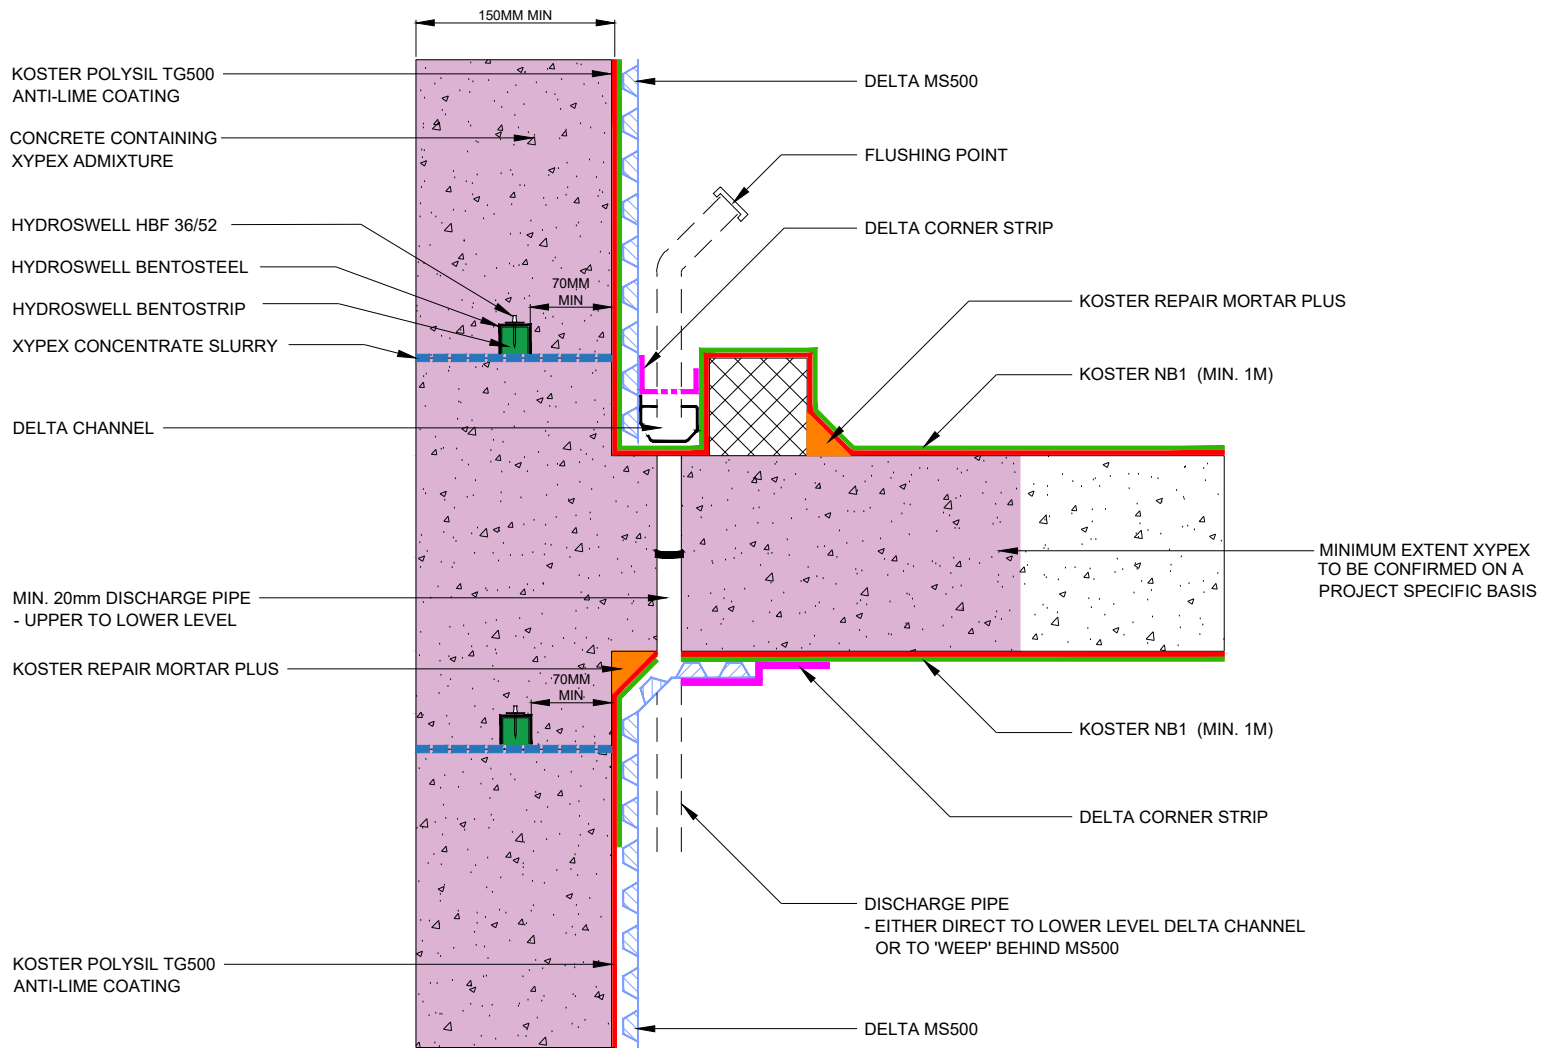 150MM MIN
KOSTER POLYSIL TG500
ANTI-LIME COATING
CONCRETE CONTAINING
XYPEX ADMIXTURE
HYDROSWELL HBF 36/52
HYDROSWELL BENTOSTEEL
HYDROSWELL BENTOSTRIP
XYPEX CONCENTRATE SLURRY
70MM
MIN
DELTA CHANNEL
MIN. 20mm DISCHARGE PIPE
- UPPER TO LOWER LEVEL
KOSTER REPAIR MORTAR PLUS
70MM
MIN
KOSTER POLYSIL TG500
ANTI-LIME COATING
DELTA MS500
FLUSHING POINT
DELTA CORNER STRIP
KOSTER REPAIR MORTAR PLUS
KOSTER NB1 (MIN. 1M)
MINIMUM EXTENT XYPEX
TO BE CONFIRMED ON A
PROJECT SPECIFIC BASIS
KOSTER NB1 (MIN. 1M)
DELTA CORNER STRIP
DISCHARGE PIPE
- EITHER DIRECT TO LOWER LEVEL DELTA CHANNEL
OR TO 'WEEP' BEHIND MS500
DELTA MS500